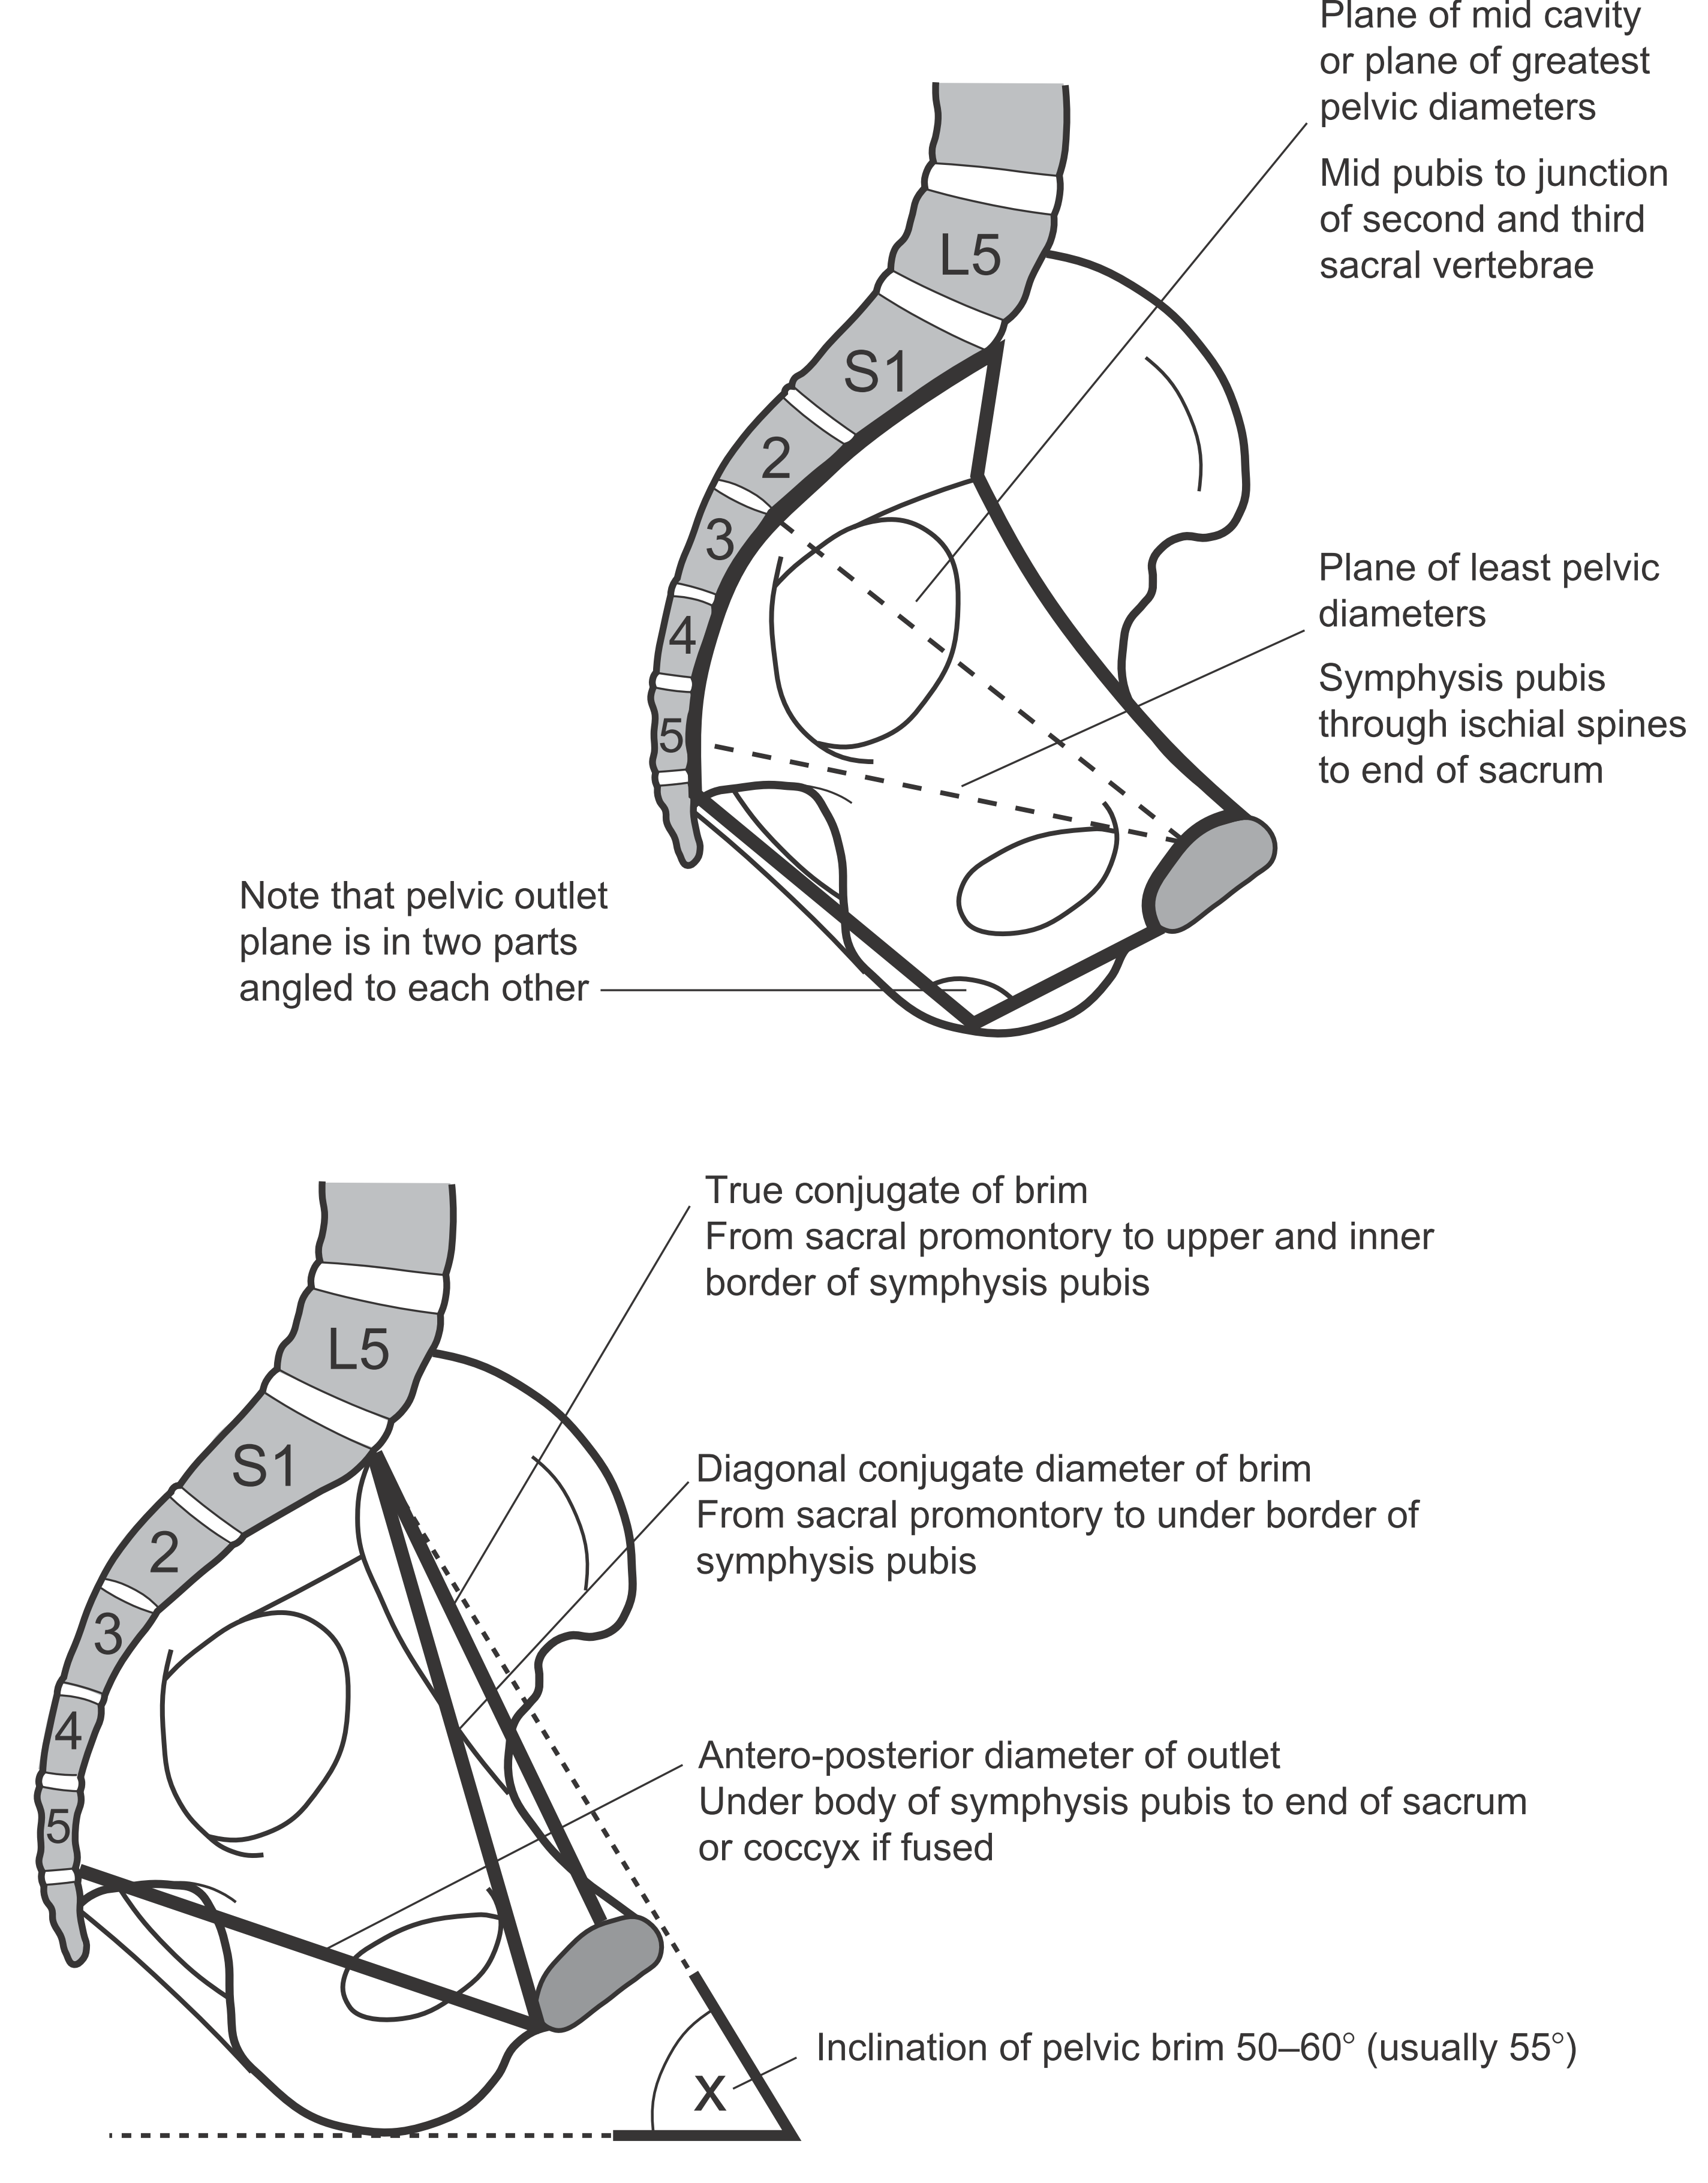 Plane of mid cavity
or plane of greatest
pelvic diameters
Mid pubis to junction
of second and third
sacral vertebrae
L5
S1
2
3
4
5
Plane of least pelvic
diameters
Symphysis pubis
through ischial spines
to end of sacrum
Note that pelvic outlet
plane is in two parts
angled to each other
True conjugate of brim
From sacral promontory to upper and inner
border of symphysis pubis
L5
S1
2
3
4
5
Diagonal conjugate diameter of brim
From sacral promontory to under border of
symphysis pubis
Antero-posterior diameter of outlet
Under body of symphysis pubis to end of sacrum
or coccyx if fused
Inclination of pelvic brim 50–60° (usually 55°)
X